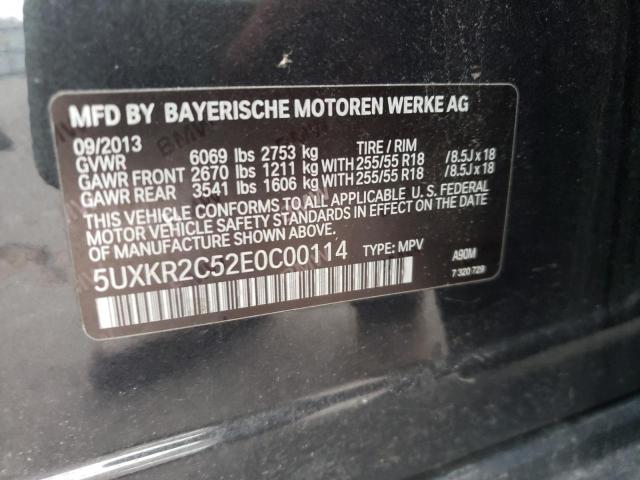 MFD BY BAYERISCHE MOTOREN WERKE AG
09/2013 TIRE / RIM
GVWR 6069 lbs 2753 kg
GAWR FRONT 2670 lbs 1211 kg WITH 255/55 R18 /8.5J x 18
GAWR REAR 3541 lbs 1606 kg WITH 255/55 R18 /8.5J x 18
THIS VEHICLE CONFORMS TO ALL APPLICABLE U. S. FEDERAL
MOTOR VEHICLE SAFETY STANDARDS IN EFFECT ON THE DATE
OF MANUFACTURE SHOWN ABOVE.
5UXKR2C52E0C00114 TYPE: MPV A90M
7 320 729